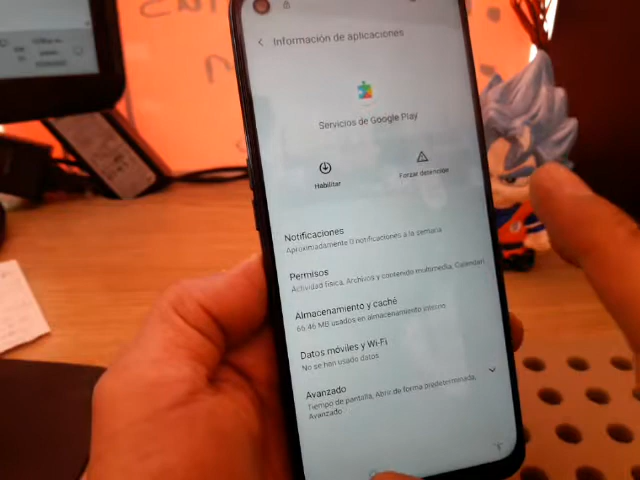 Información de aplicaciones
Servicios de Google Play
Habilitar
Forzar detención
Notificaciones
Aproximadamente 0 notificaciones a la semana
Permisos
Actividad física, Archivos y contenido multimedia, Calendari
Almacenamiento y caché
66.46 MB usados en almacenamiento interno
Datos móviles y Wi-Fi
No se han usado datos
Avanzado
Tiempo de pantalla, Abrir de forma predeterminada,
Avanzado